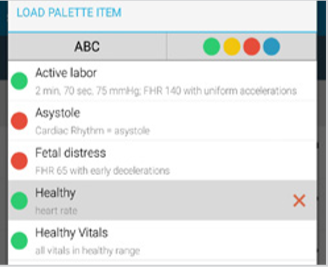 LOAD PALETTE ITEM
ABC
Active labor
2 min, 70 sec, 75 mmHg; FHR 140 with uniform accelerations
Asystole
Cardiac Rhythm = asystole
Fetal distress
FHR 65 with early decelerations
Healthy
heart rate
Healthy Vitals
all vitals in healthy range